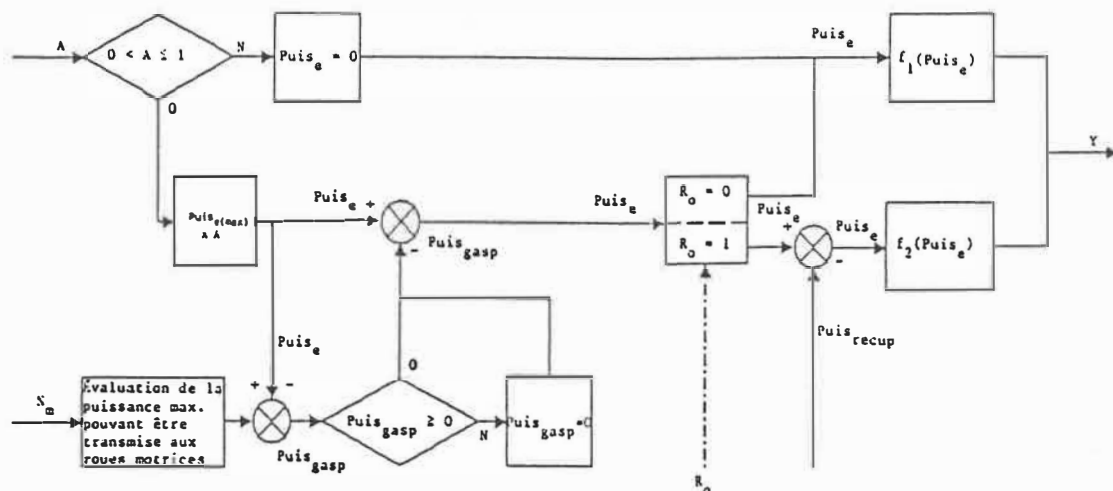 A
0 < A ≤ 1
N
Puis_e = 0
Puis_e
f_1(Puis_e)
O
Y
Puis_e(max)
x A
Puis_e +
-
Puis_gasp
Puis_e
R_o = 0
Puis_e
R_o = 1
+
-
Puis_e
f_2(Puis_e)
Puis_e
Puis_recup
O
N_m
Évaluation de la
puissance max.
pouvant être
transmise aux
roues motrices
+ -
Puis_gasp
Puis_gasp ≥ 0
N
Puis_gasp=0
R_o